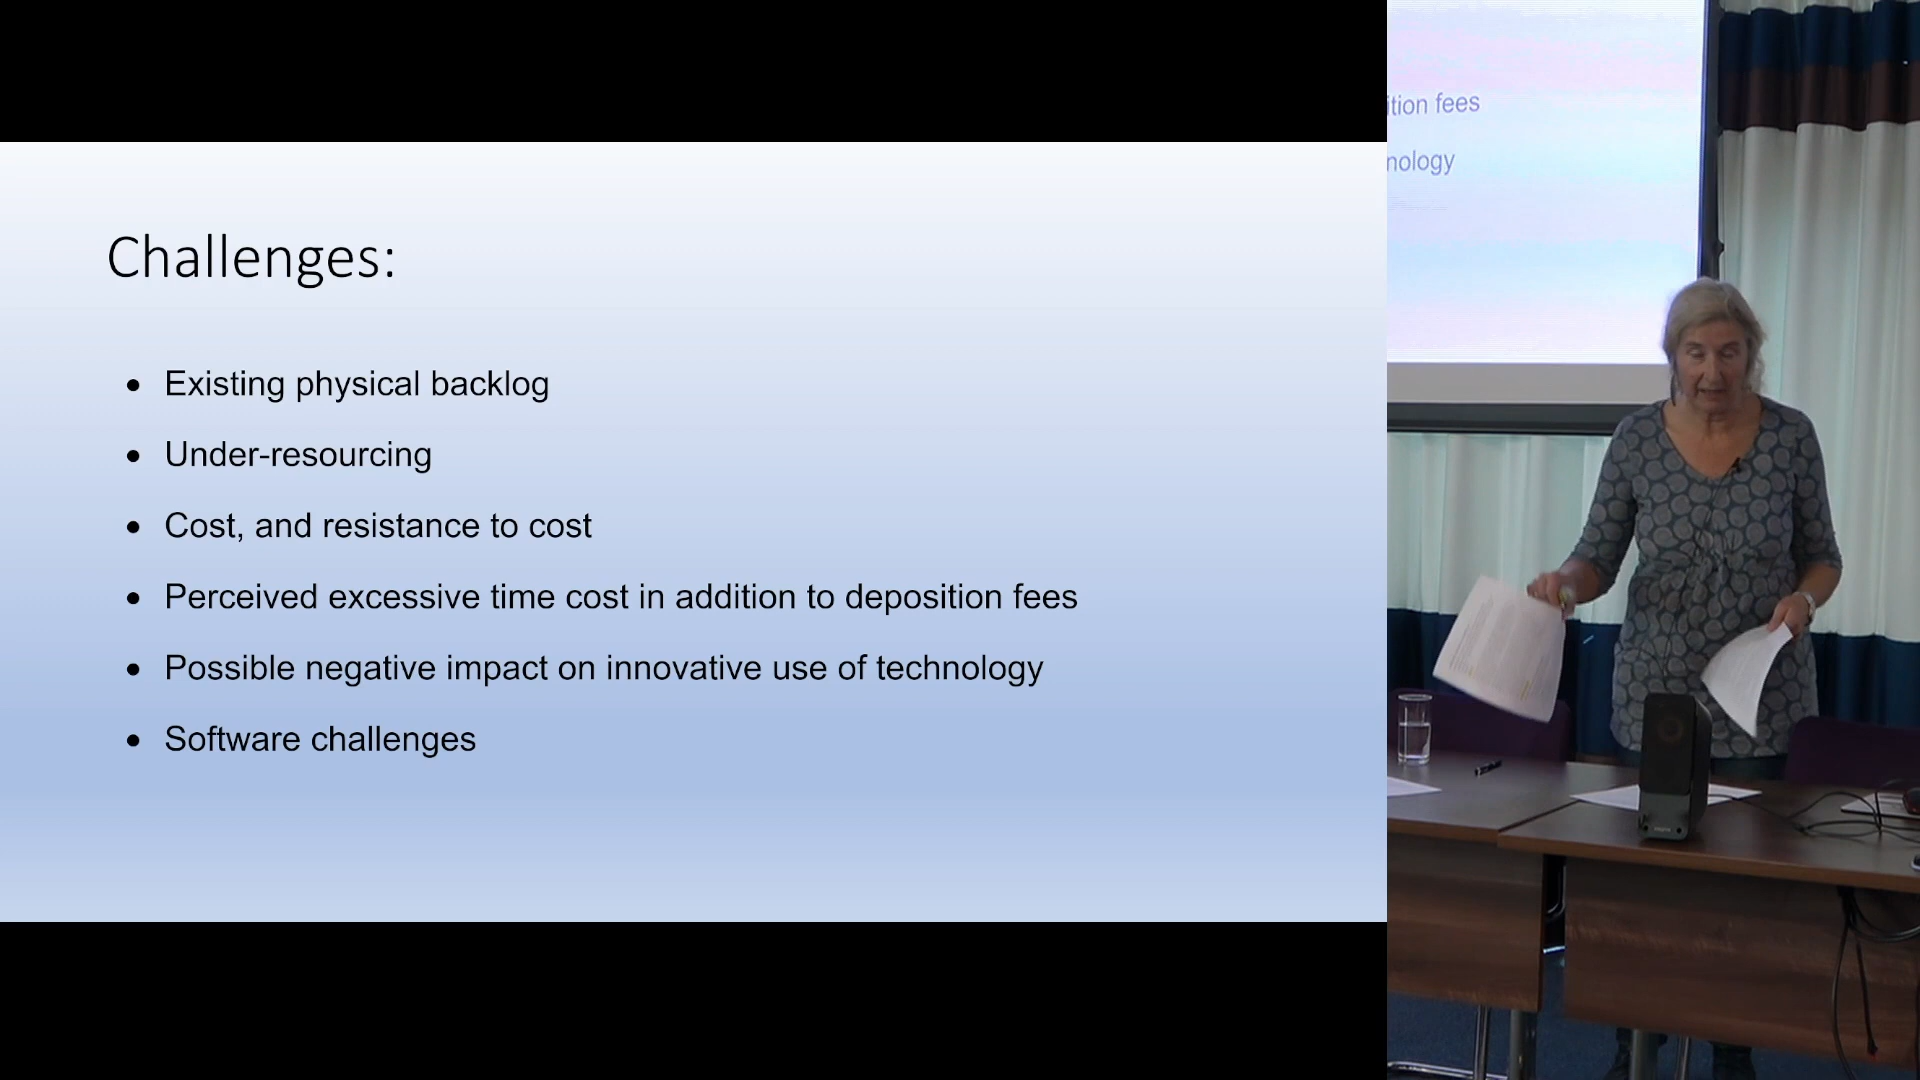 Challenges:
Existing physical backlog
Under-resourcing
Cost, and resistance to cost
Perceived excessive time cost in addition to deposition fees
Possible negative impact on innovative use of technology
Software challenges
ition fees
nology